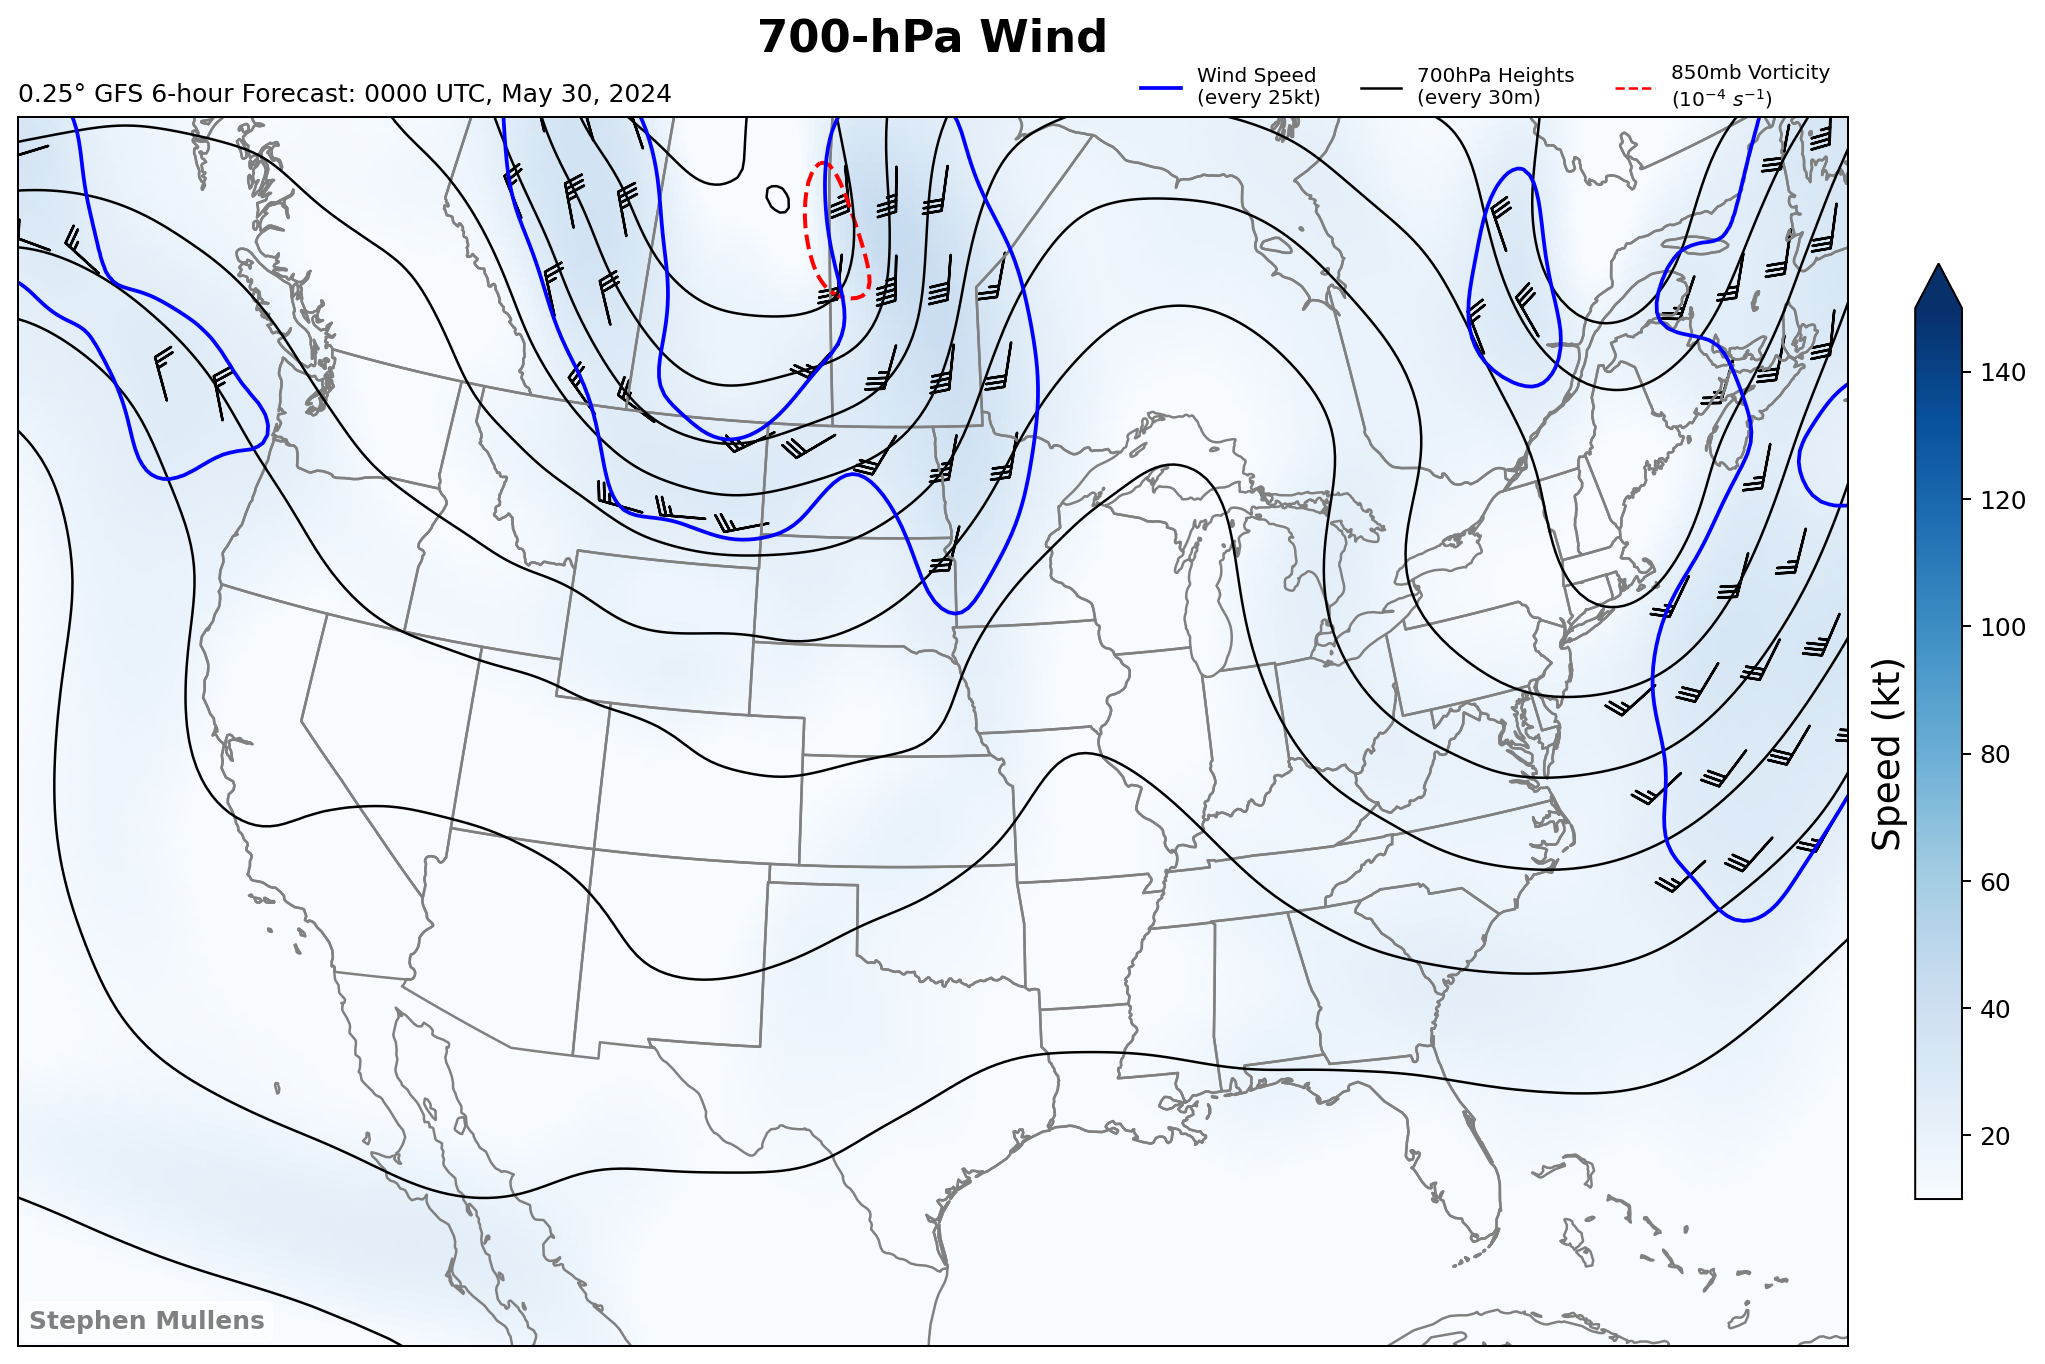 700-hPa Wind
0.25° GFS 6-hour Forecast: 0000 UTC, May 30, 2024
Wind Speed
(every 25kt)
700hPa Heights
(every 30m)
850mb Vorticity
(10⁻⁴ s⁻¹)
140
120
100
80
60
40
20
Speed (kt)
Stephen Mullens